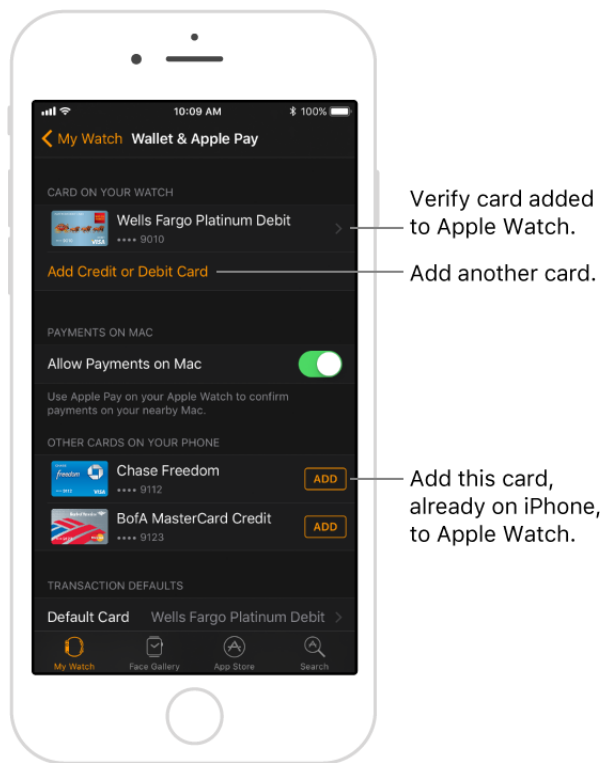 10:09 AM
100%
My Watch Wallet & Apple Pay
CARD ON YOUR WATCH
Wells Fargo Platinum Debit
•••• 9010
VISA
Verify card added
to Apple Watch.
Add Credit or Debit Card
Add another card.
PAYMENTS ON MAC
Allow Payments on Mac
Use Apple Pay on your Apple Watch to confirm
payments on your nearby Mac.
OTHER CARDS ON YOUR PHONE
freedom
VISA
Chase Freedom
•••• 9112
ADD
Add this card,
already on iPhone,
to Apple Watch.
BofA MasterCard Credit
•••• 9123
ADD
TRANSACTION DEFAULTS
Default Card Wells Fargo Platinum Debit
My Watch Face Gallery App Store Search